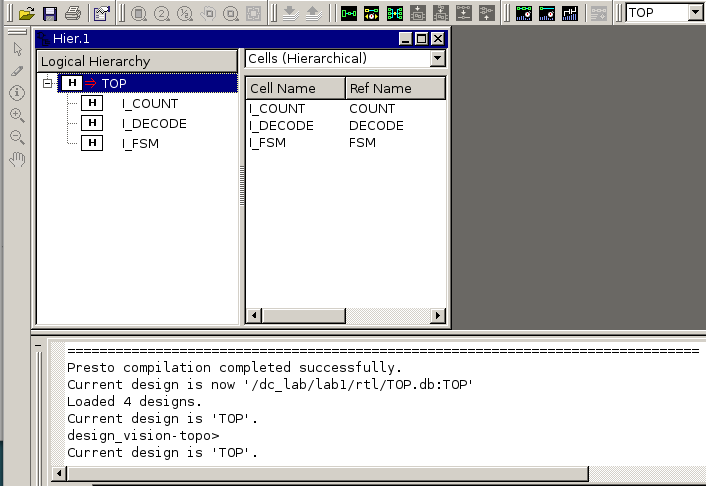 TOP
Hier.1
Logical Hierarchy
Cells (Hierarchical)
H TOP
H I_COUNT
H I_DECODE
H I_FSM
Cell Name Ref Name
I_COUNT COUNT
I_DECODE DECODE
I_FSM FSM
===============================================================================
Presto compilation completed successfully.
Current design is now '/dc_lab/lab1/rtl/TOP.db:TOP'
Loaded 4 designs.
Current design is 'TOP'.
design_vision-topo>
Current design is 'TOP'.